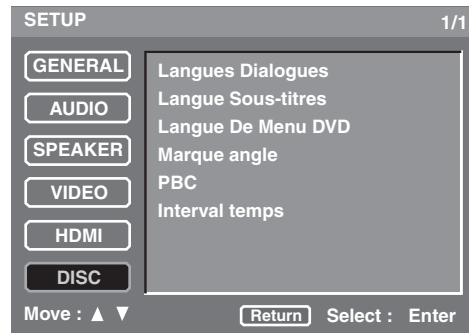 SETUP 1/1
GENERAL
AUDIO
SPEAKER
VIDEO
HDMI
DISC
Langues Dialogues
Langue Sous-titres
Langue De Menu DVD
Marque angle
PBC
Interval temps
Move : ▲ ▼ Return Select : Enter